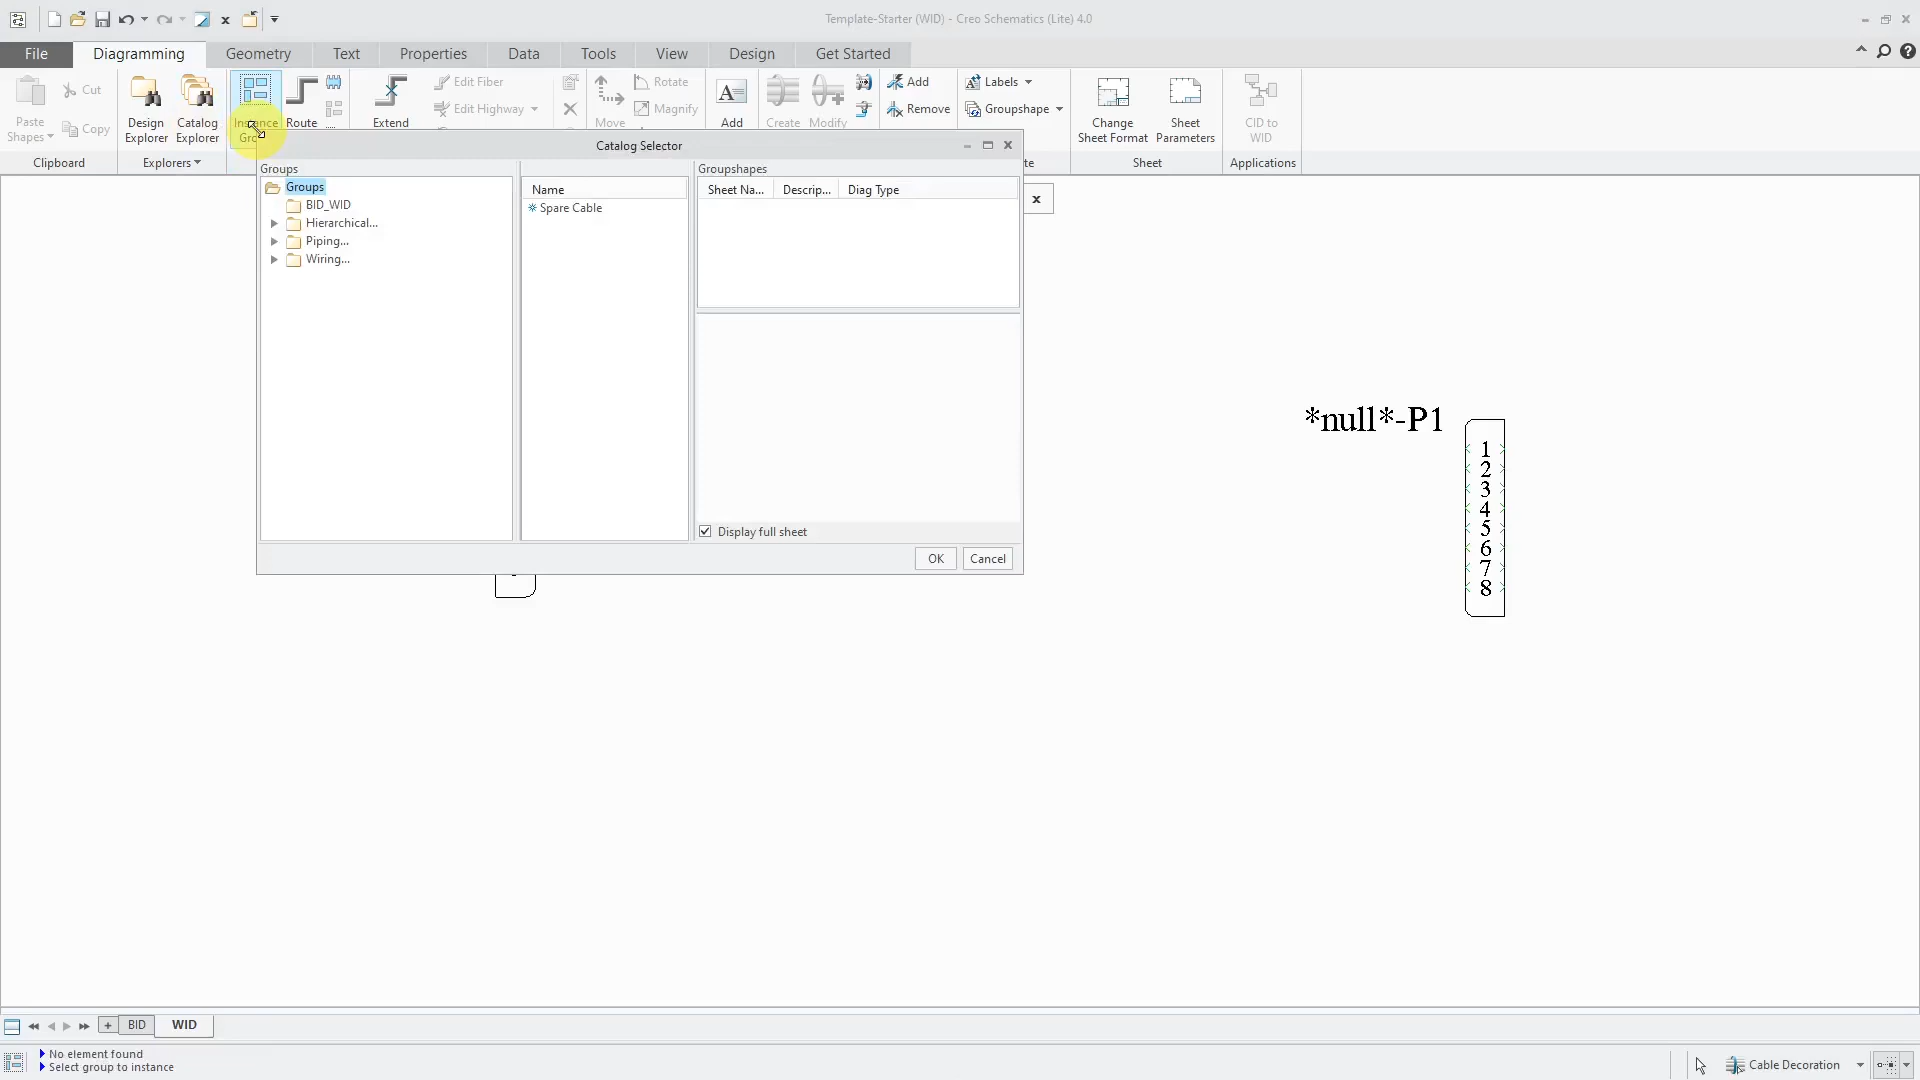 Template-Starter (WID) - Creo Schematics (Lite) 4.0
File
Diagramming
Geometry
Text
Properties
Data
Tools
View
Design
Get Started
Paste
Shapes
Cut
Copy
Clipboard
Design
Explorer
Catalog
Explorer
Explorers
Route
Extend
Edit Fiber
Edit Highway
Move
Rotate
Magnify
Add
Create
Modify
Add
Remove
Labels
Groupshape
Change
Sheet Format
Sheet
Parameters
Sheet
CID to
WID
Applications
Catalog Selector
Groups
Groups
BID_WID
Hierarchical...
Piping...
Wiring...
Name
Spare Cable
Groupshapes
Sheet Na...
Descrip...
Diag Type
Display full sheet
OK
Cancel
*null*-P1
1
2
3
4
5
6
7
8
BID
WID
No element found
Select group to instance
Cable Decoration